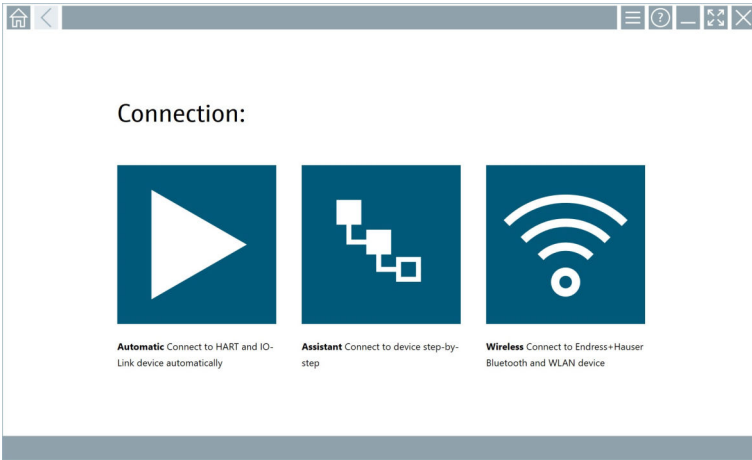 Connection:
Automatic Connect to HART and IO-
Link device automatically
Assistant Connect to device step-by-
step
Wireless Connect to Endress+Hauser
Bluetooth and WLAN device